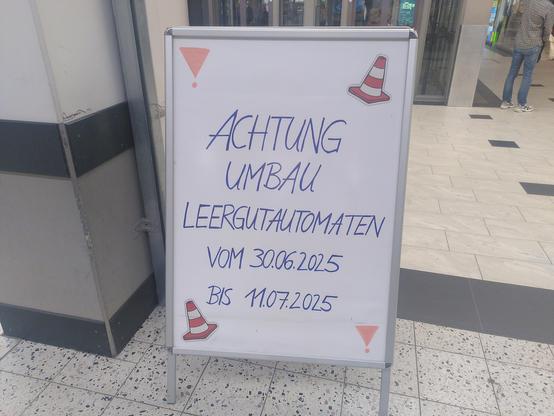 ACHTUNG
UMBAU
LEERGUTAUTOMATEN
VOM 30.06.2025
BIS 11.07.2025